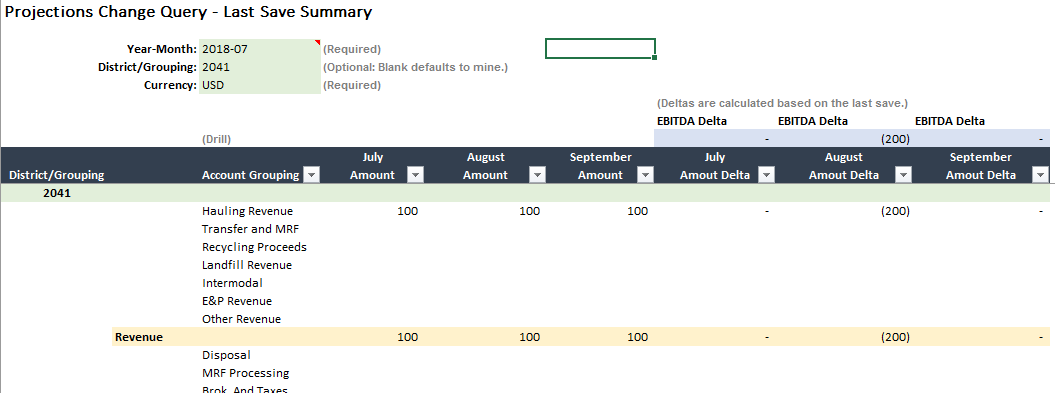 Projections Change Query - Last Save Summary
Year-Month: 2018-07 (Required)
District/Grouping: 2041 (Optional: Blank defaults to mine.)
Currency: USD (Required)
(Deltas are calculated based on the last save.)
EBITDA Delta EBITDA Delta EBITDA Delta
(Drill) - (200) -
July August September July August September
District/Grouping Account Grouping Amount Amount Amount Amout Delta Amout Delta Amout Delta
2041
Hauling Revenue 100 100 100 - (200) -
Transfer and MRF
Recycling Proceeds
Landfill Revenue
Intermodal
E&P Revenue
Other Revenue
Revenue 100 100 100 - (200) -
Disposal
MRF Processing
Brok. And Taxes